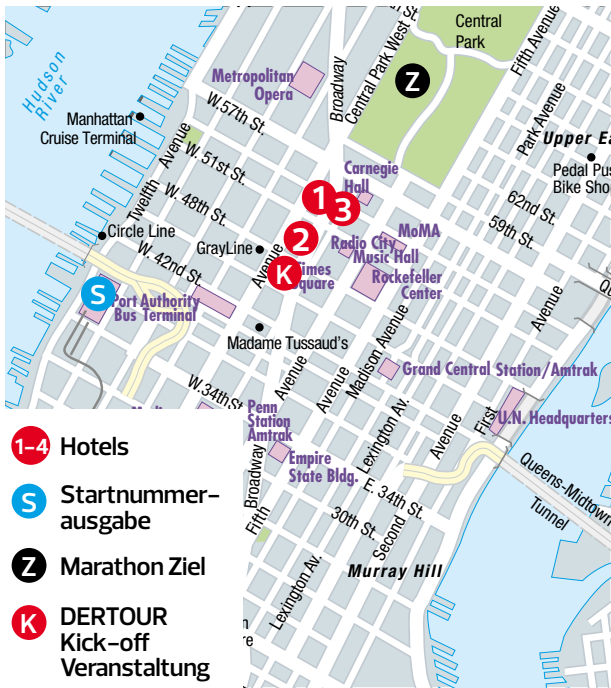 Hudson
River
Manhattan
Cruise Terminal
Metropolitan
Opera
Broadway
Central Park West
Central
Park
Fifth Avenue
Park Avenue
Z
W.57th St.
W. 51st St.
W. 48th St.
W. 42nd St.
Twelfth Avenue
Circle Line
GrayLine
Avenue
Carnegie
Hall
1
3
2
K
Times
Square
Radio City
Music Hall
MoMA
Rockefeller
Center
62nd St.
59th St.
Upper Ea
Pedal Pus
Bike Sho
S
Port Authority
Bus Terminal
Madame Tussaud's
W.34thSt.
Avenue
Avenue
Madison Avenue
Avenue
Grand Central Station/Amtrak
Penn
Station
Amtrak
Empire
State Bldg.
Lexington Av.
Avenue
First
U.N. Headquarters
Queens-Midtown
Tunnel
E. 34th St.
30th St.
Second
Broadway
Fifth
Lexington Av.
Murray Hill
1–4 Hotels
S Startnummer-
ausgabe
Z Marathon Ziel
K DERTOUR
Kick-off
Veranstaltung